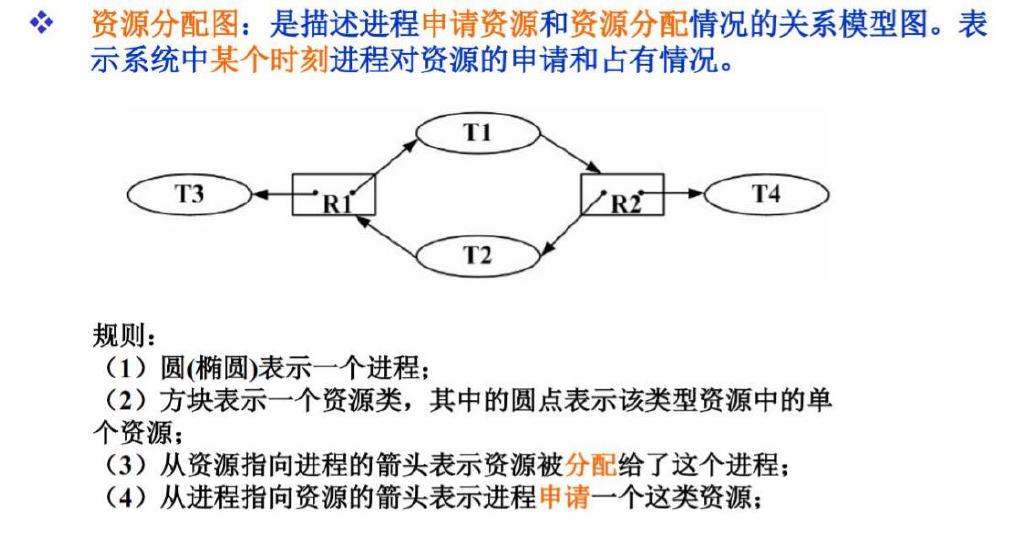 资源分配图：是描述进程申请资源和资源分配情况的关系模型图。表
示系统中某个时刻进程对资源的申请和占有情况。
T1
T3
R1
R2
T4
T2
规则：
（1）圆(椭圆)表示一个进程；
（2）方块表示一个资源类，其中的圆点表示该类型资源中的单
个资源；
（3）从资源指向进程的箭头表示资源被分配给了这个进程；
（4）从进程指向资源的箭头表示进程申请一个这类资源；